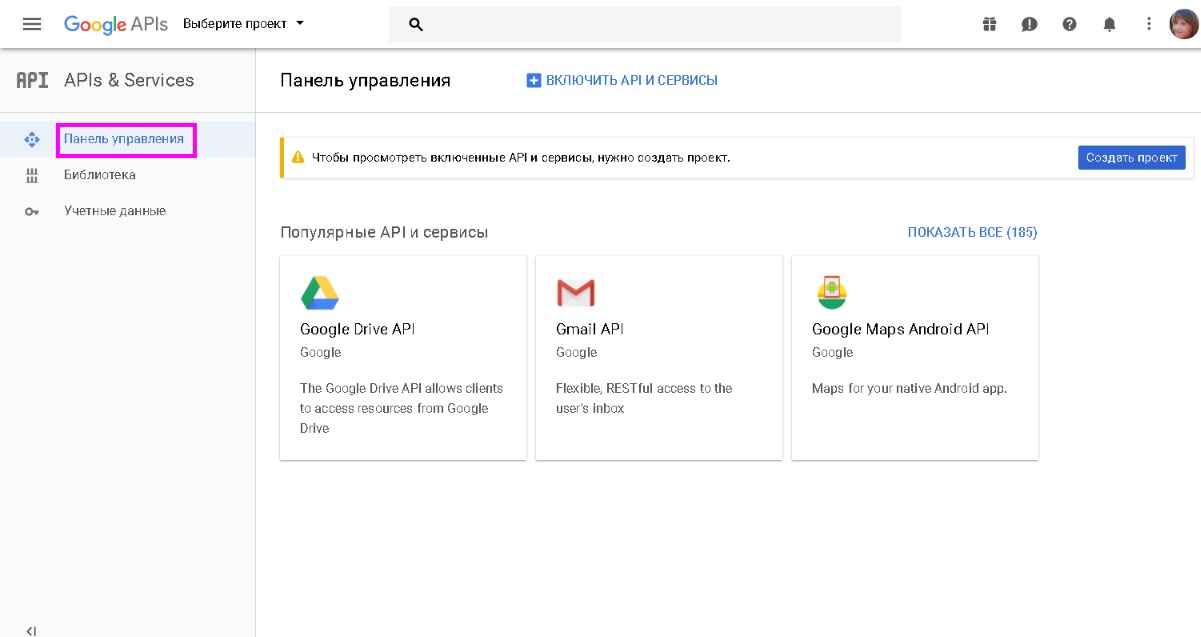 Google APIs Выберите проект
API APIs & Services
Панель управления
ВКЛЮЧИТЬ API И СЕРВИСЫ
Панель управления
Библиотека
Учетные данные
Чтобы просмотреть включенные API и сервисы, нужно создать проект.
Создать проект
Популярные API и сервисы
ПОКАЗАТЬ ВСЕ (185)
Google Drive API
Google
The Google Drive API allows clients
to access resources from Google
Drive
Gmail API
Google
Flexible, RESTful access to the
user's inbox
Google Maps Android API
Google
Maps for your native Android app.